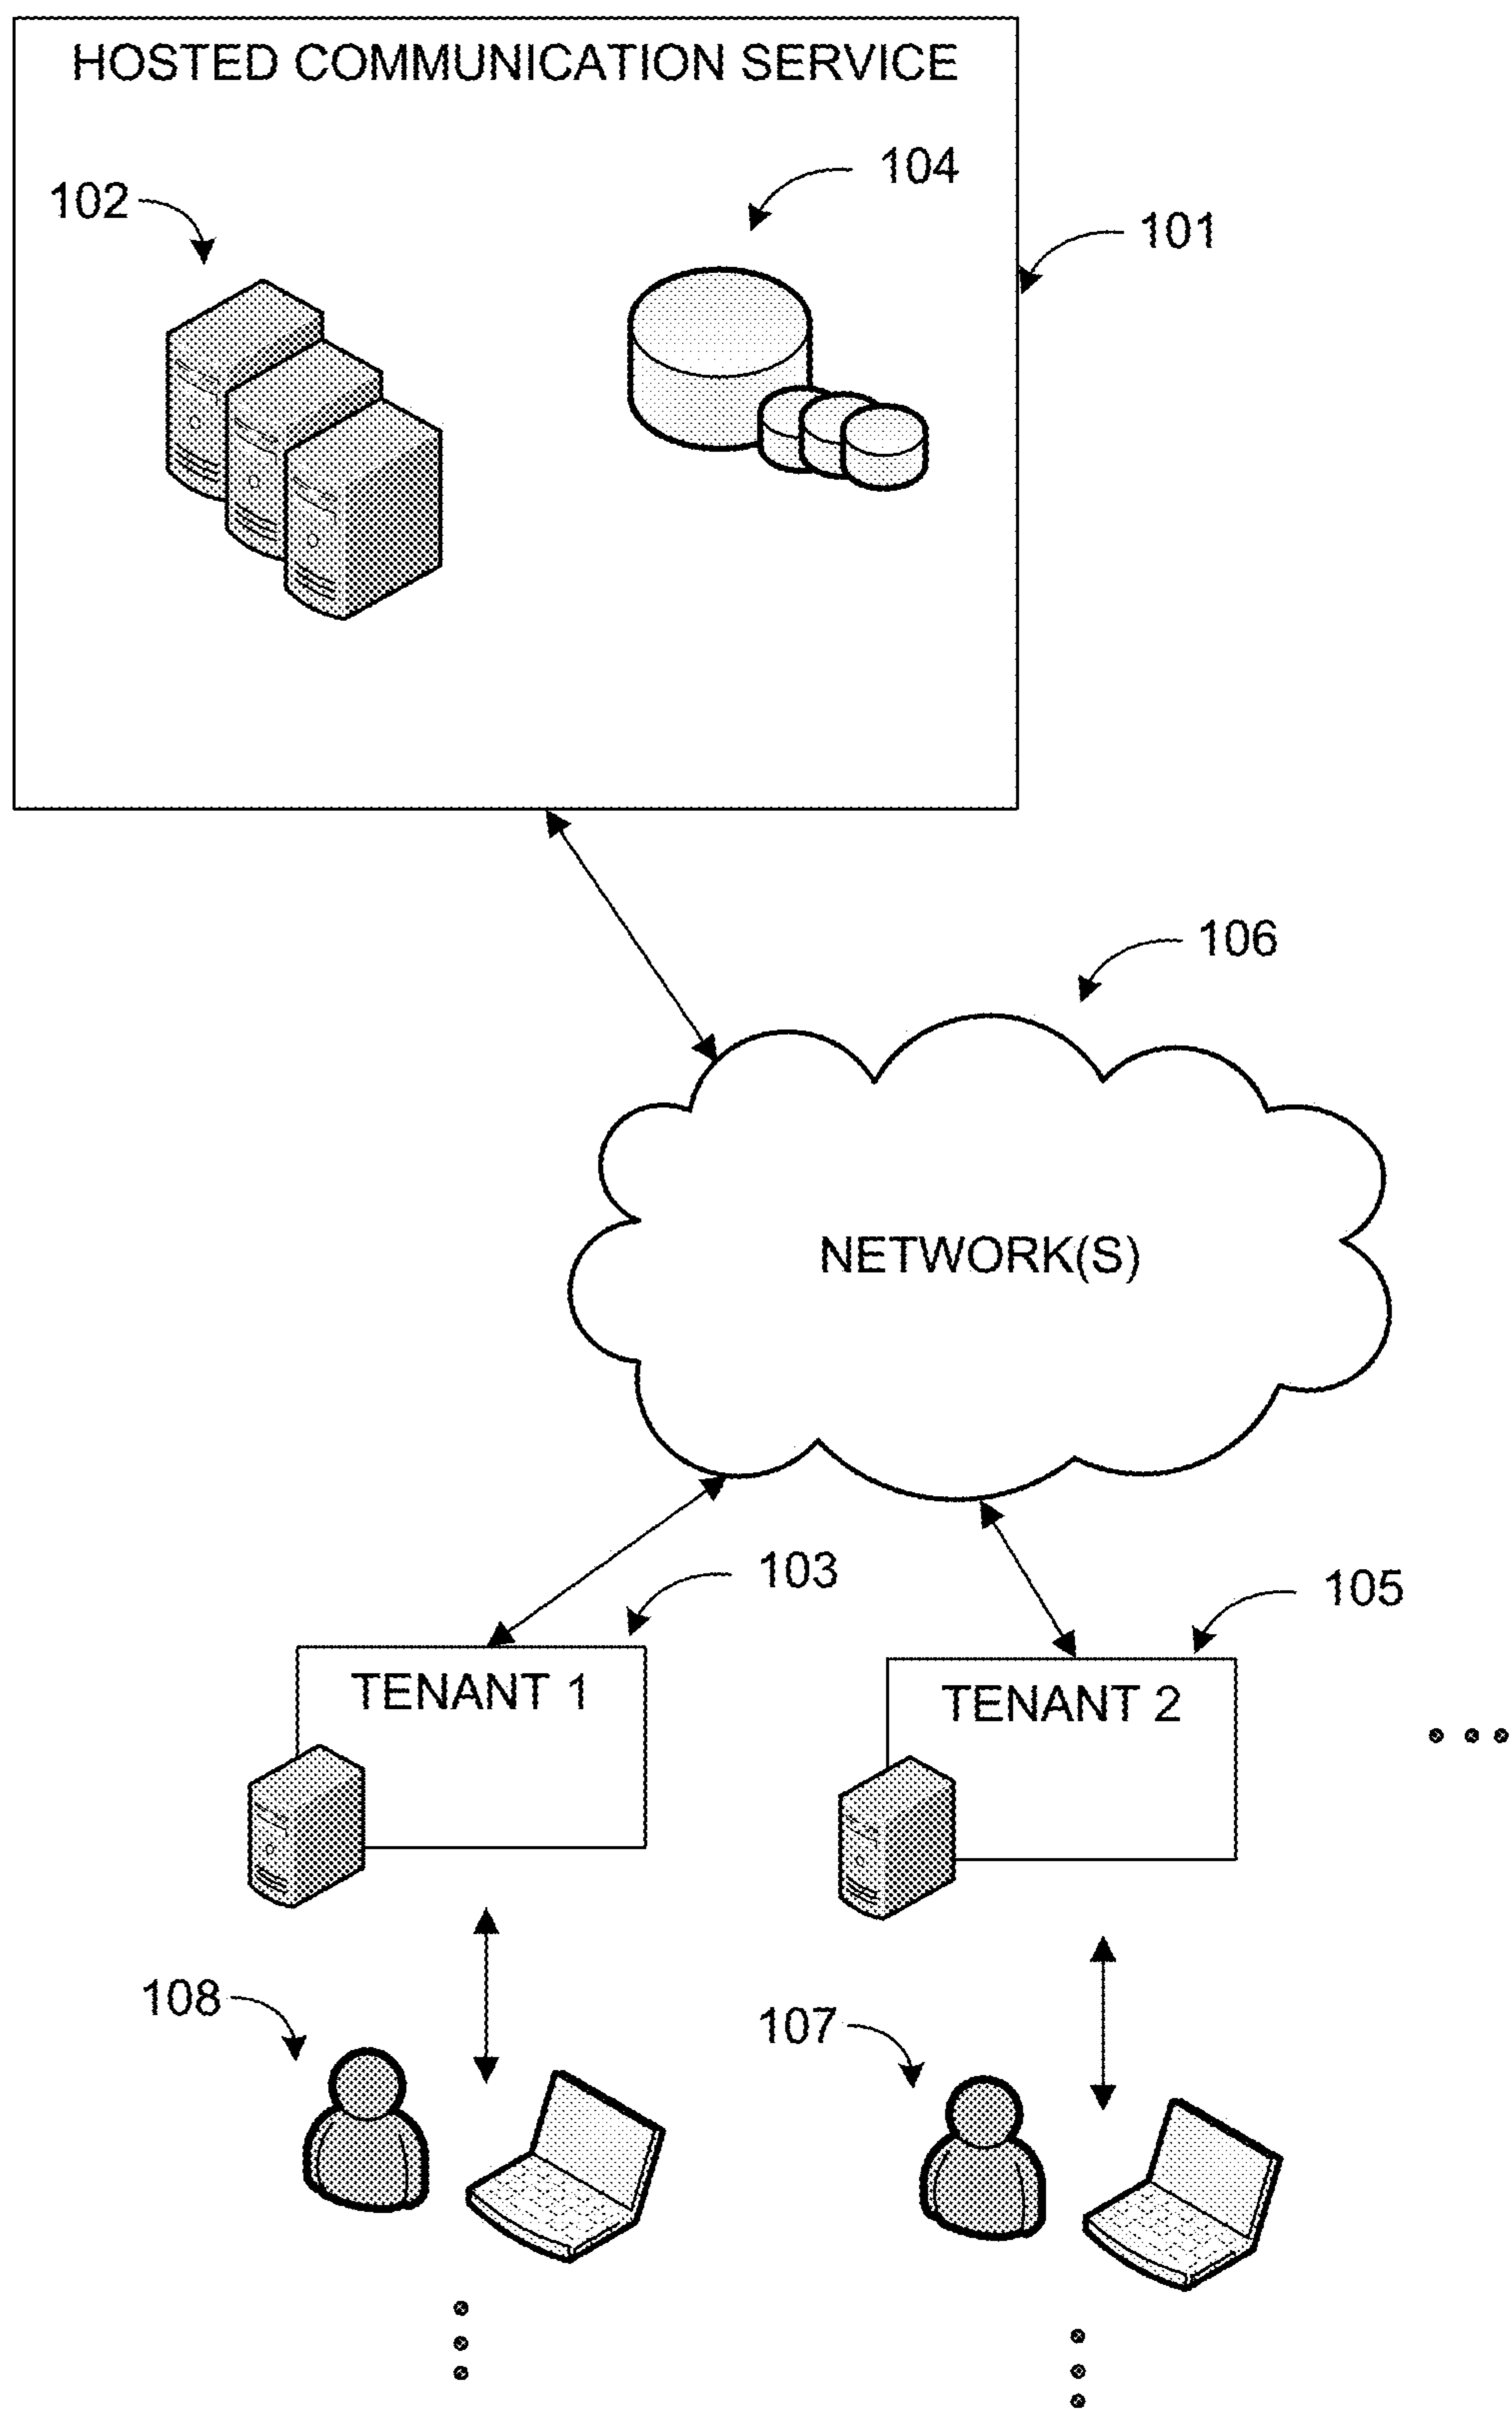 HOSTED COMMUNICATION SERVICE
104
102
101
106
NETWORK(S)
103
105
TENANT 1
TENANT 2
108
107